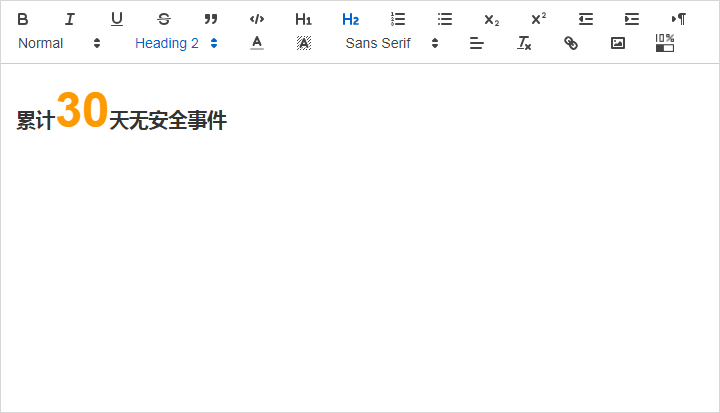 B I U S H1 H2 x2 x2 ¶
Normal Heading 2 A A Sans Serif Tx 10%
累计30天无安全事件